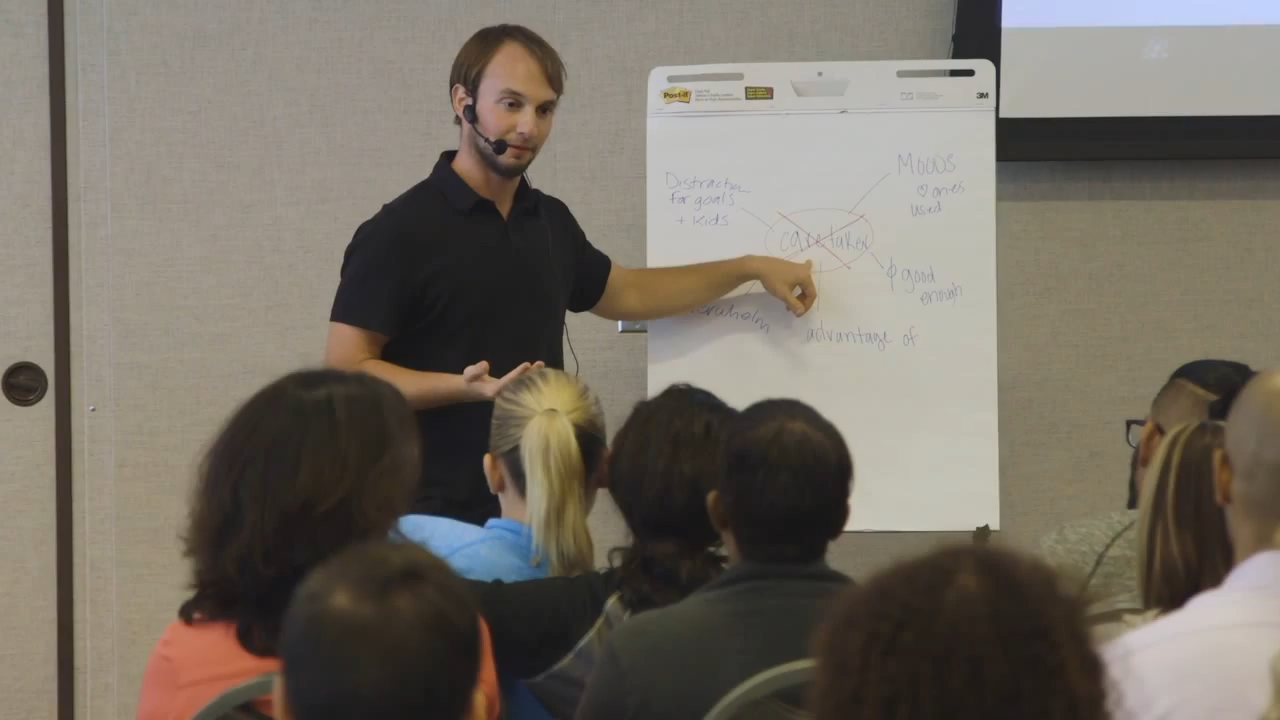 Post-it
3M
Distraction
for goals
+ kids
Moods
♡ ones
used
caretaker
ϕ good
enough
advantage of